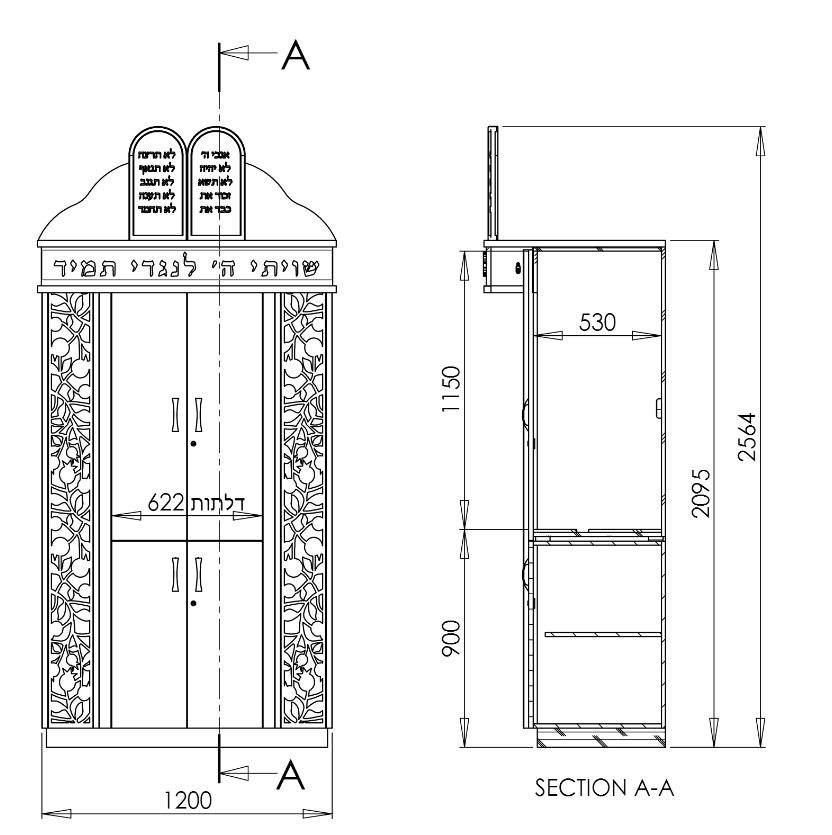 A
לא תרצח
לא תנאף
לא תגנב
לא תענה
לא תחמד
אנכי ה'
לא יהיה
לא תשא
זכור את
כבד את
שויתי ה' לנגדי תמיד
דלתות 622
A
1200
530
1150
900
2095
2564
SECTION A-A